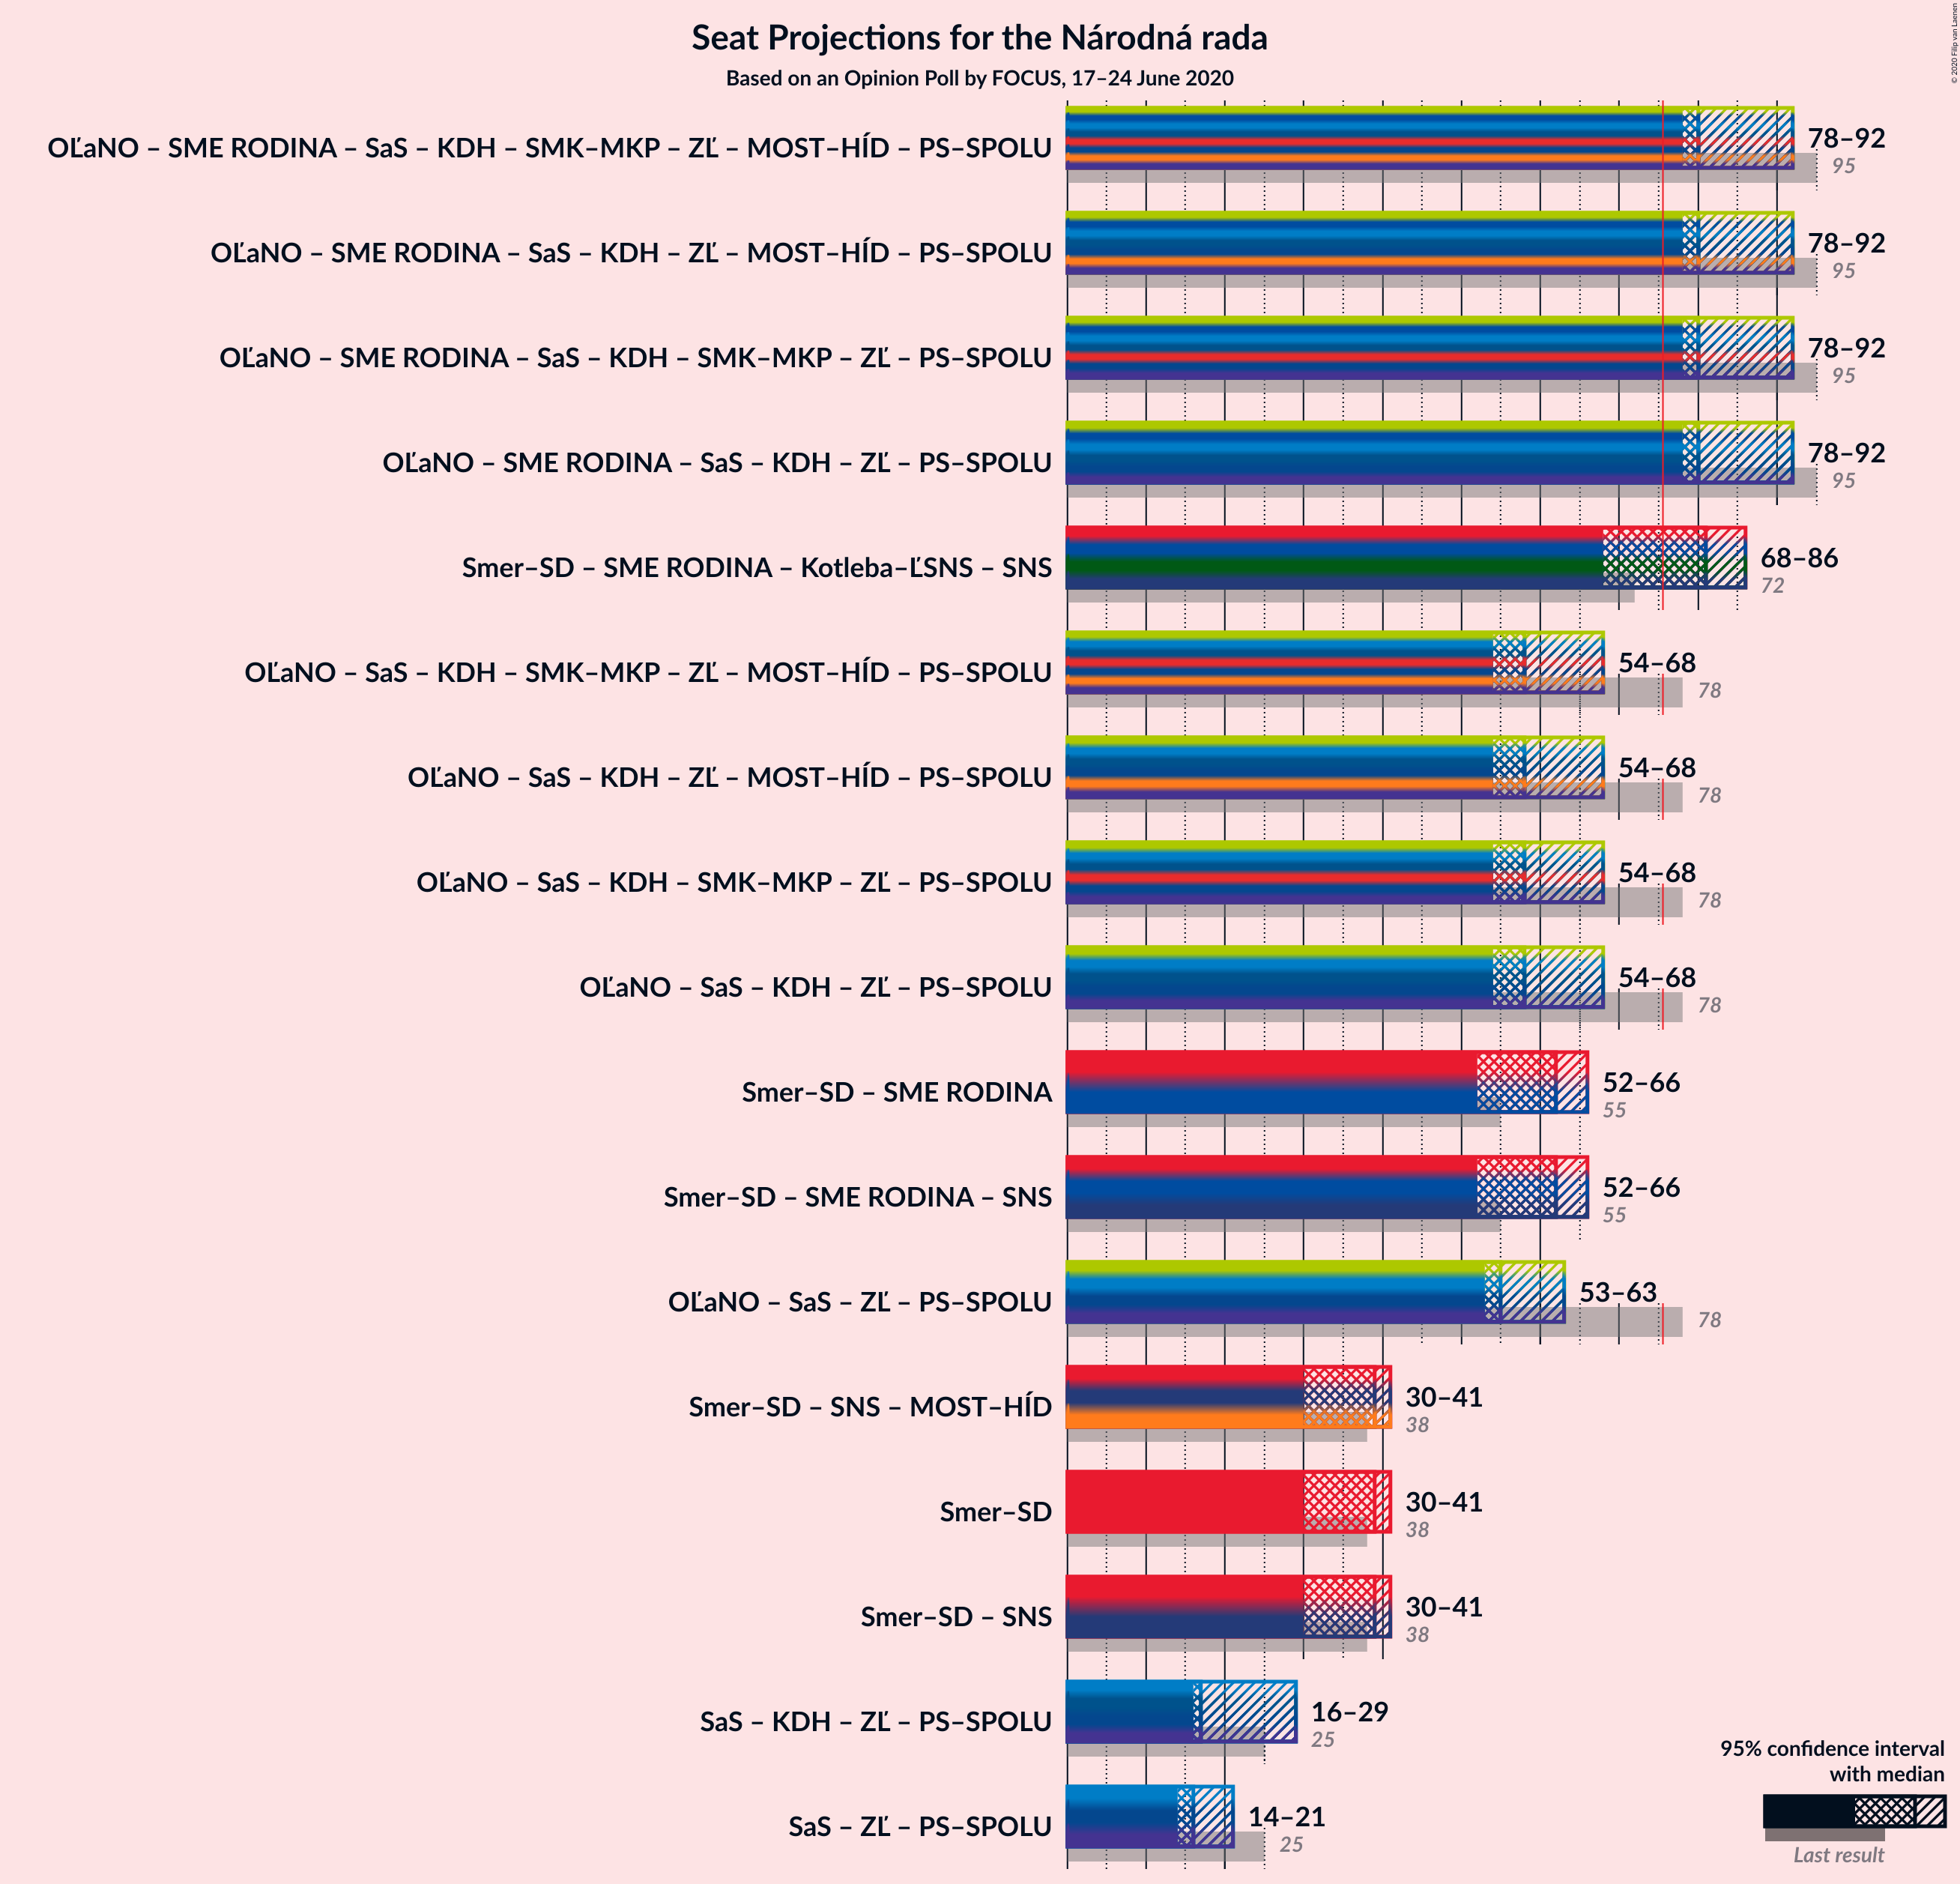 Seat Projections for the Národná rada
Based on an Opinion Poll by FOCUS, 17–24 June 2020
© 2020 Filip van Laenen
OĽaNO – SME RODINA – SaS – KDH – SMK–MKP – ZĽ – MOST–HÍD – PS–SPOLU
78–92
95
OĽaNO – SME RODINA – SaS – KDH – ZĽ – MOST–HÍD – PS–SPOLU
78–92
95
OĽaNO – SME RODINA – SaS – KDH – SMK–MKP – ZĽ – PS–SPOLU
78–92
95
OĽaNO – SME RODINA – SaS – KDH – ZĽ – PS–SPOLU
78–92
95
Smer–SD – SME RODINA – Kotleba–ĽSNS – SNS
68–86
72
OĽaNO – SaS – KDH – SMK–MKP – ZĽ – MOST–HÍD – PS–SPOLU
54–68
78
OĽaNO – SaS – KDH – ZĽ – MOST–HÍD – PS–SPOLU
54–68
78
OĽaNO – SaS – KDH – SMK–MKP – ZĽ – PS–SPOLU
54–68
78
OĽaNO – SaS – KDH – ZĽ – PS–SPOLU
54–68
78
Smer–SD – SME RODINA
52–66
55
Smer–SD – SME RODINA – SNS
52–66
55
OĽaNO – SaS – ZĽ – PS–SPOLU
53–63
78
Smer–SD – SNS – MOST–HÍD
30–41
38
Smer–SD
30–41
38
Smer–SD – SNS
30–41
38
SaS – KDH – ZĽ – PS–SPOLU
16–29
25
SaS – ZĽ – PS–SPOLU
14–21
25
95% confidence interval
with median
Last result